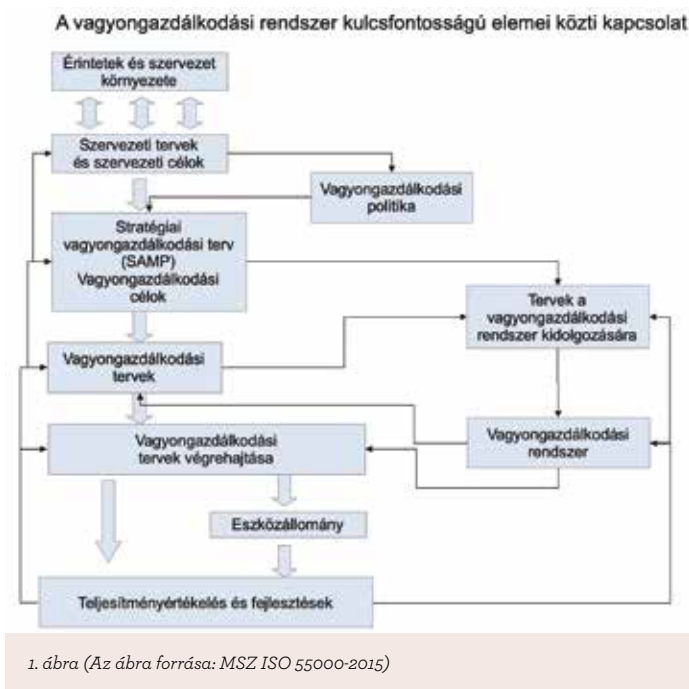 A vagyongazdálkodási rendszer kulcsfontosságú elemei közti kapcsolat
Érintetek és szervezet
környezete
Szervezeti tervek
és szervezeti célok
Vagyongazdálkodási
politika
Stratégiai
vagyongazdálkodási terv
(SAMP)
Vagyongazdálkodási
célok
Tervek a
vagyongazdálkodási
rendszer kidolgozására
Vagyongazdálkodási
tervek
Vagyongazdálkodási
tervek végrehajtása
Vagyongazdálkodási
rendszer
Eszközállomány
Teljesítményértékelés és fejlesztések
1. ábra (Az ábra forrása: MSZ ISO 55000-2015)